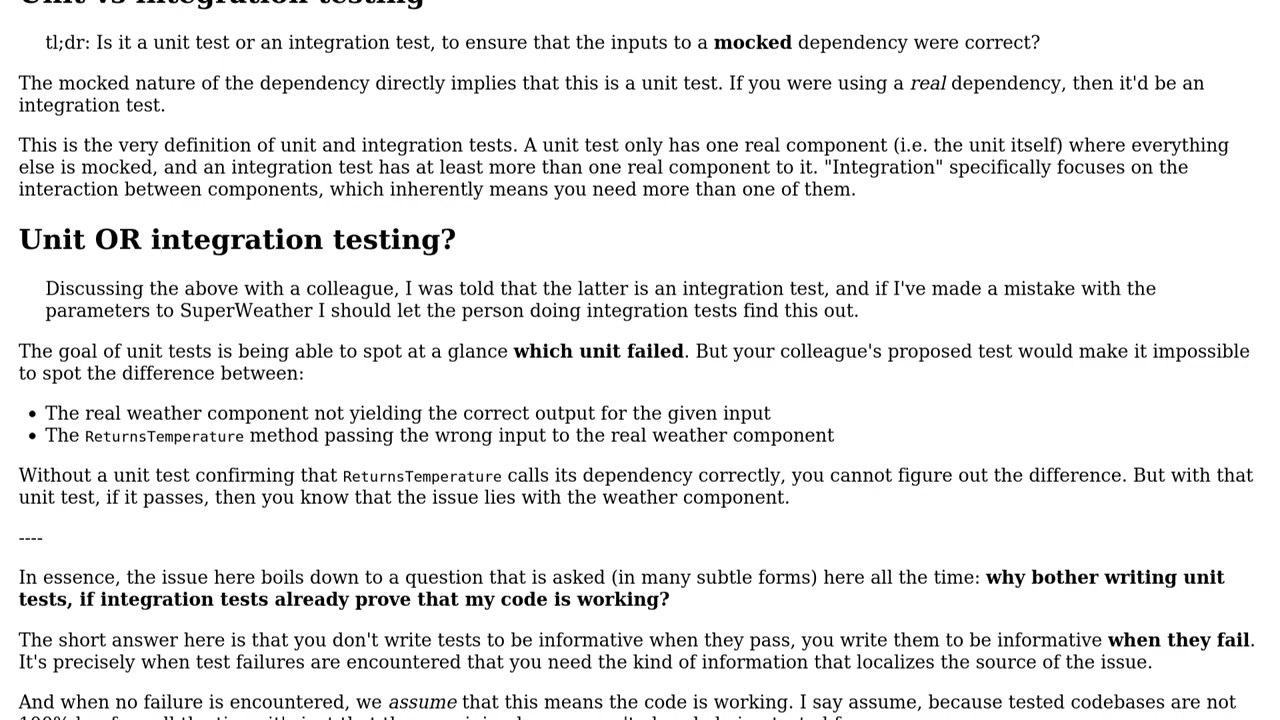 Unit vs integration testing
tl;dr: Is it a unit test or an integration test, to ensure that the inputs to a mocked dependency were correct?
The mocked nature of the dependency directly implies that this is a unit test. If you were using a real dependency, then it'd be an
integration test.
This is the very definition of unit and integration tests. A unit test only has one real component (i.e. the unit itself) where everything
else is mocked, and an integration test has at least more than one real component to it. "Integration" specifically focuses on the
interaction between components, which inherently means you need more than one of them.
Unit OR integration testing?
Discussing the above with a colleague, I was told that the latter is an integration test, and if I've made a mistake with the
parameters to SuperWeather I should let the person doing integration tests find this out.
The goal of unit tests is being able to spot at a glance which unit failed. But your colleague's proposed test would make it impossible
to spot the difference between:
• The real weather component not yielding the correct output for the given input
• The ReturnsTemperature method passing the wrong input to the real weather component
Without a unit test confirming that ReturnsTemperature calls its dependency correctly, you cannot figure out the difference. But with that
unit test, if it passes, then you know that the issue lies with the weather component.
----
In essence, the issue here boils down to a question that is asked (in many subtle forms) here all the time: why bother writing unit
tests, if integration tests already prove that my code is working?
The short answer here is that you don't write tests to be informative when they pass, you write them to be informative when they fail.
It's precisely when test failures are encountered that you need the kind of information that localizes the source of the issue.
And when no failure is encountered, we assume that this means the code is working. I say assume, because tested codebases are not